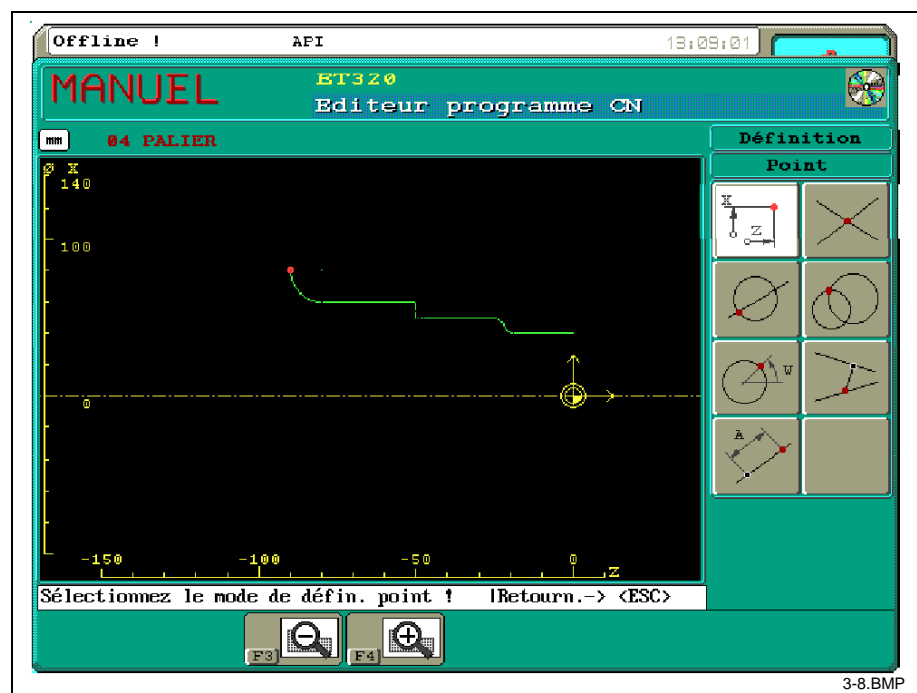 Offline !
API
13:09:01
MANUEL
ET320
Editeur programme CN
mm
04 PALIER
Définition
Point
Ø X
140
100
0
-150
-100
-50
0
Z
X
Z
W
A
Sélectionnez le mode de défin. point ! |Retourn.-> <ESC>
F3
F4
3-8.BMP